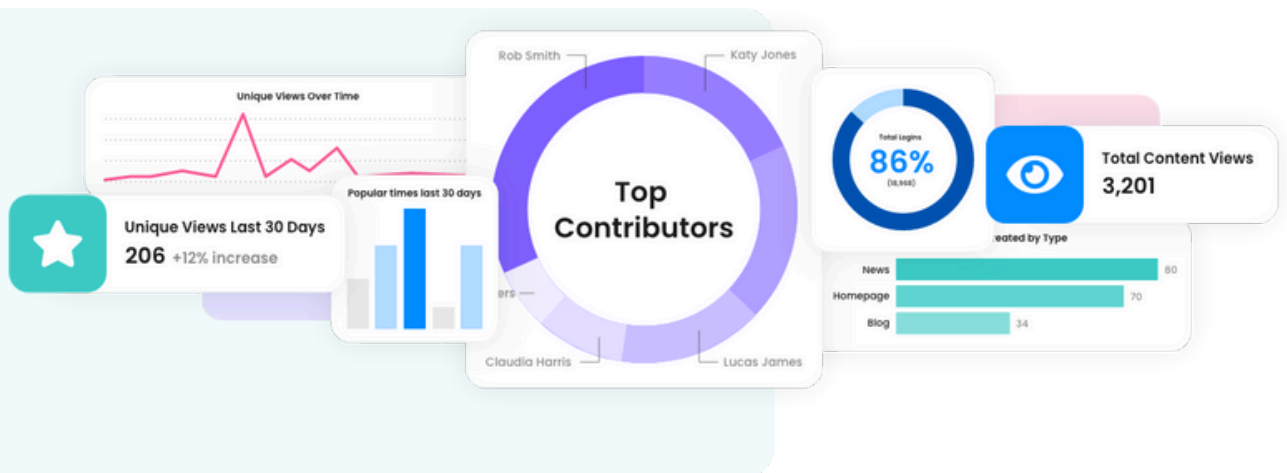 Unique Views Over Time
Unique Views Last 30 Days
206 +12% increase
Popular times last 30 days
Rob Smith
Katy Jones
Top
Contributors
ers
Claudia Harris
Lucas James
Total Logins
86%
Total Content Views
3,201
eated by Type
News 80
Homepage 70
Blog 34